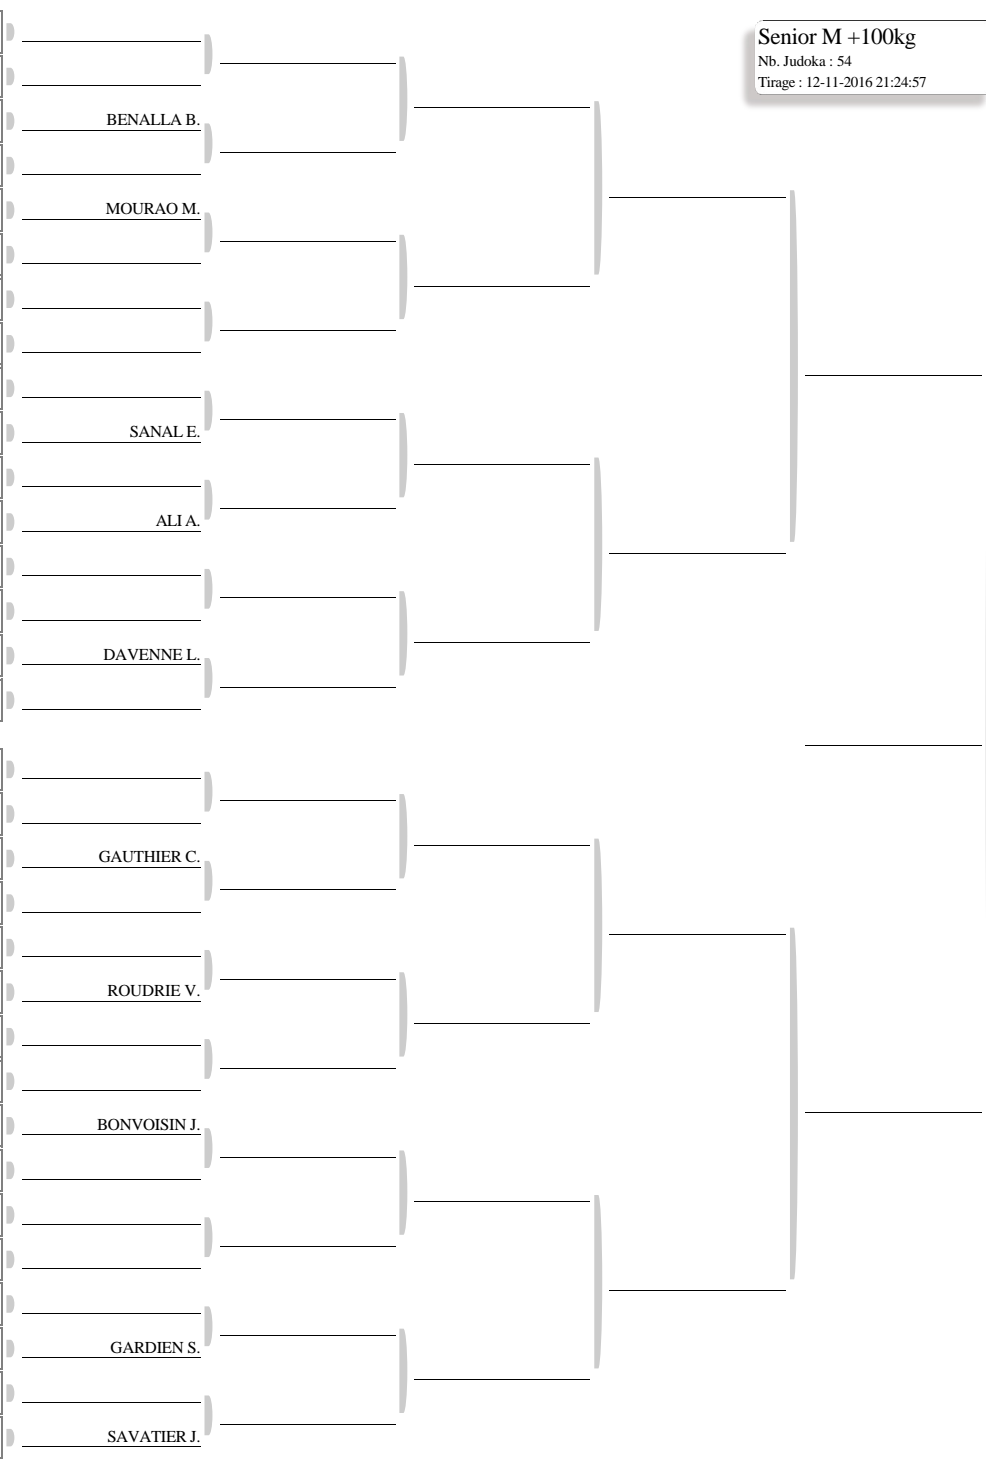 Senior M +100kg
Nb. Judoka : 54
Tirage : 12-11-2016 21:24:57
BENALLA B.
MOURAO M.
SANAL E.
ALI A.
DAVENNE L.
GAUTHIER C.
ROUDRIE V.
BONVOISIN J.
GARDIEN S.
SAVATIER J.